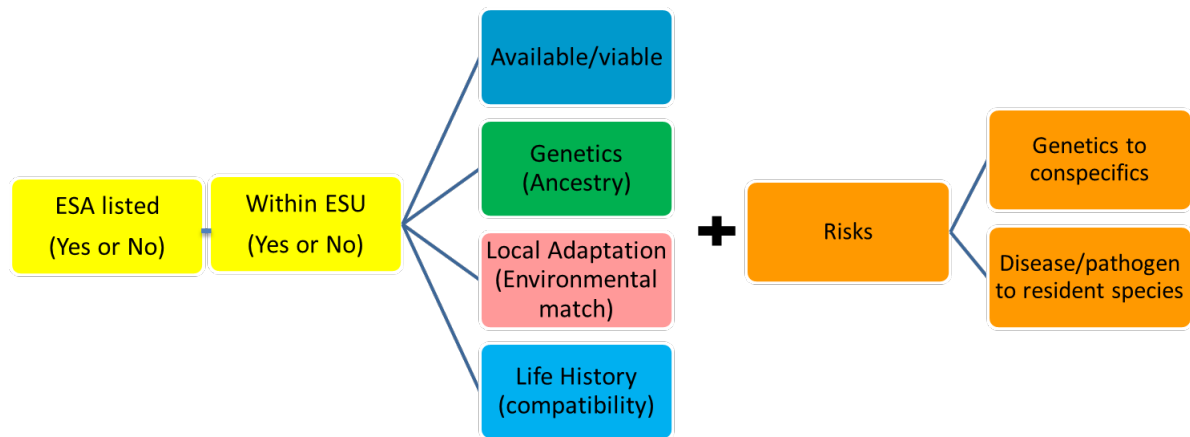 ESA listed
(Yes or No)
Within ESU
(Yes or No)
Available/viable
Genetics
(Ancestry)
Local Adaptation
(Environmental
match)
Life History
(compatibility)
Risks
Genetics to
conspecifics
Disease/pathogen
to resident species